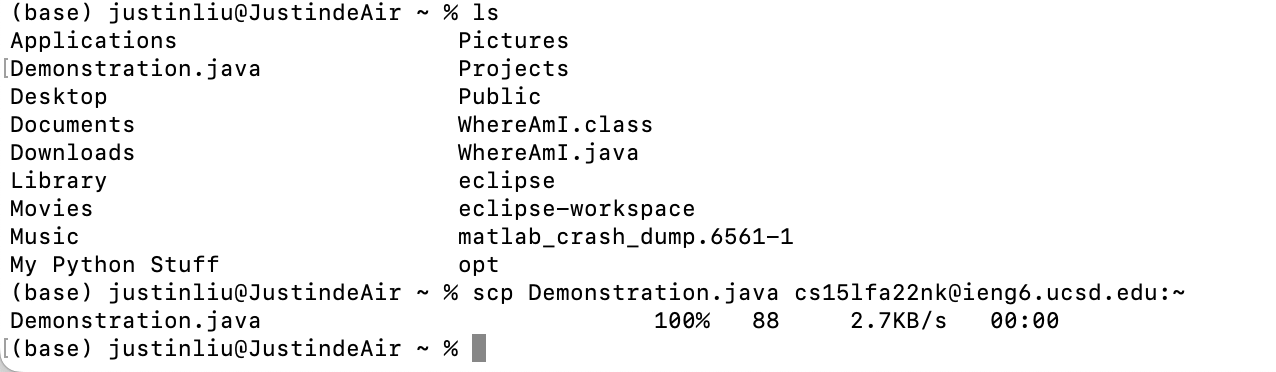 (base) justinliu@JustindeAir ~ % ls
Applications Pictures
[Demonstration.java Projects
Desktop Public
Documents WhereAmI.class
Downloads WhereAmI.java
Library eclipse
Movies eclipse-workspace
Music matlab_crash_dump.6561-1
My Python Stuff opt
(base) justinliu@JustindeAir ~ % scp Demonstration.java cs15lfa22nk@ieng6.ucsd.edu:~
Demonstration.java 100% 88 2.7KB/s 00:00
[(base) justinliu@JustindeAir ~ %